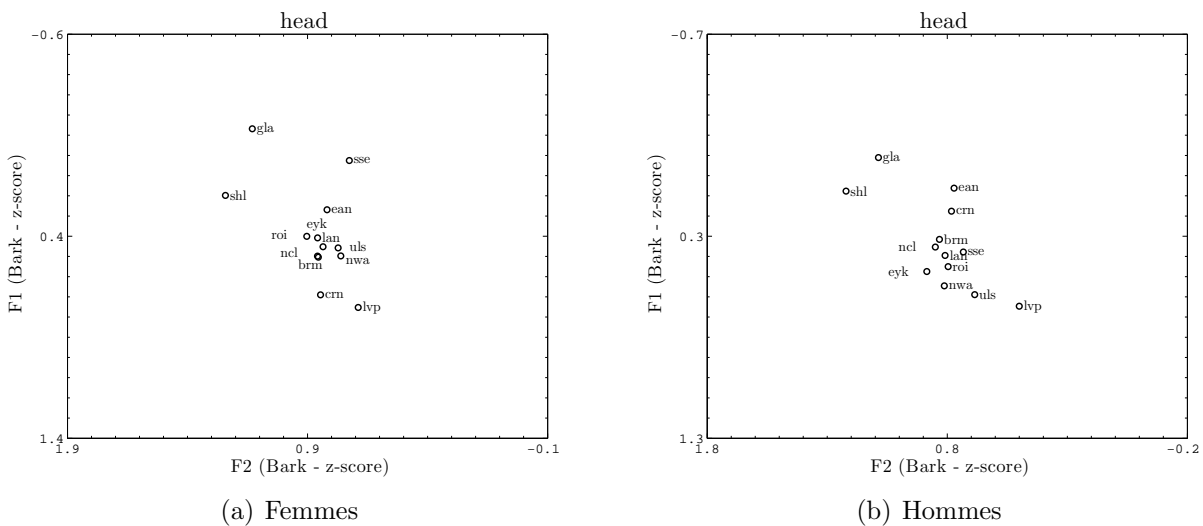 head
-0.6
gla
sse
shl
ean
eyk
roi
lan
0.4
uls
ncl
nwa
brm
crn
lvp
1.4
1.9
0.9
-0.1
F1 (Bark - z-score)
F2 (Bark - z-score)
(a) Femmes
head
-0.7
gla
shl
ean
crn
0.3
brm
ncl
sse
lan
roi
eyk
nwa
uls
lvp
1.3
1.8
0.8
-0.2
F1 (Bark - z-score)
F2 (Bark - z-score)
(b) Hommes